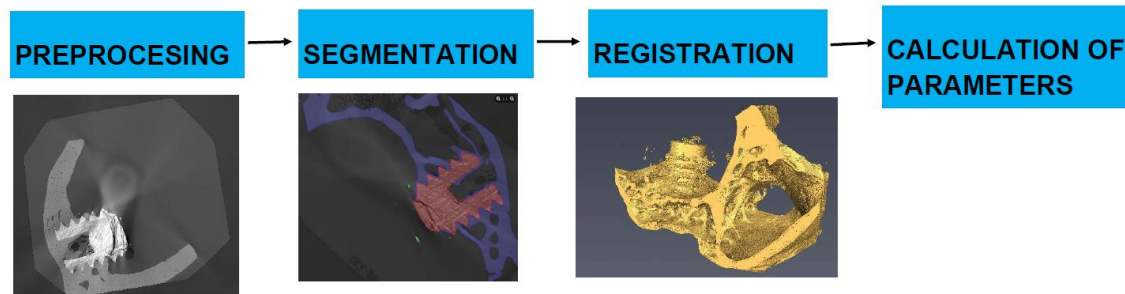 PREPROCESING
SEGMENTATION
REGISTRATION
CALCULATION OF
PARAMETERS